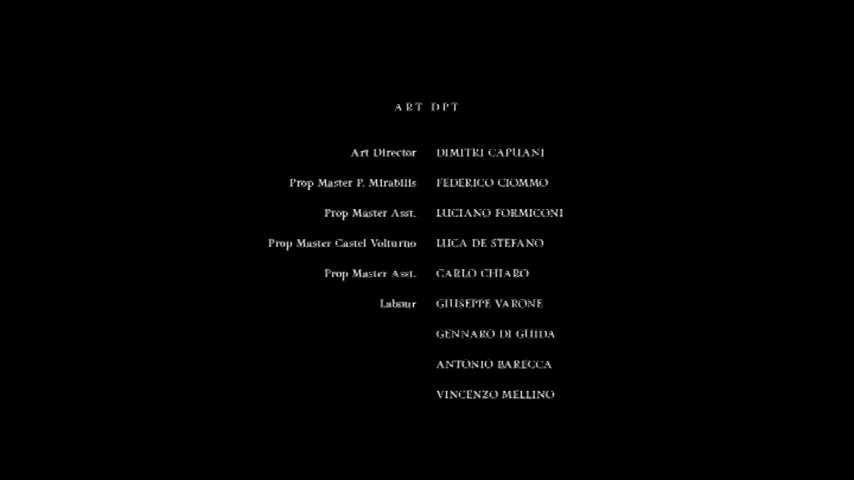 ART DPT
Art Director DIMITRI CAPUANI
Prop Master P. Mirabilis FEDERICO CIOMMO
Prop Master Asst. LUCIANO FORMICONI
Prop Master Castel Volturno LUCA DE STEFANO
Prop Master Asst. CARLO CHIARO
Labour GIUSEPPE VARONE
GENNARO DI GUIDA
ANTONIO BARECCA
VINCENZO MELLINO